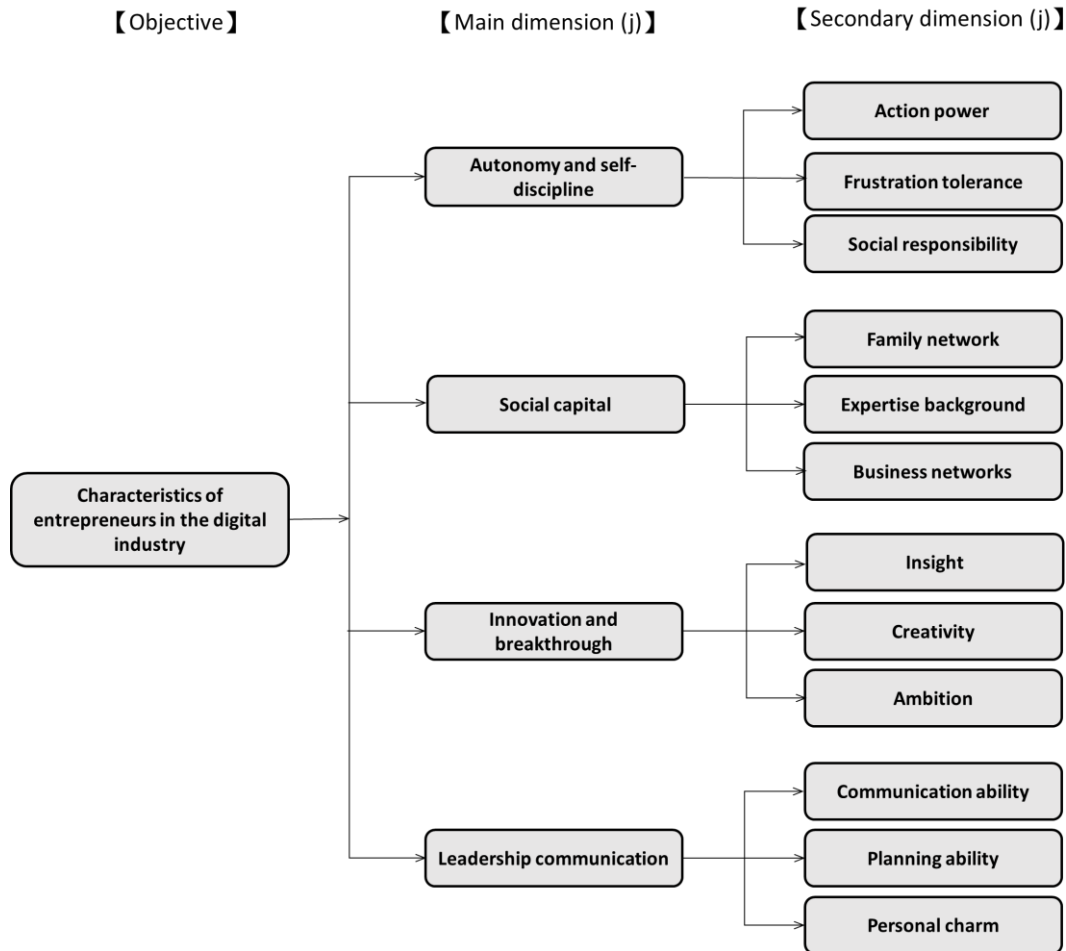 【Objective】
【Main dimension (j)】
【Secondary dimension (j)】
Characteristics of
entrepreneurs in the digital
industry
Autonomy and self-
discipline
Action power
Frustration tolerance
Social responsibility
Social capital
Family network
Expertise background
Business networks
Innovation and
breakthrough
Insight
Creativity
Ambition
Leadership communication
Communication ability
Planning ability
Personal charm